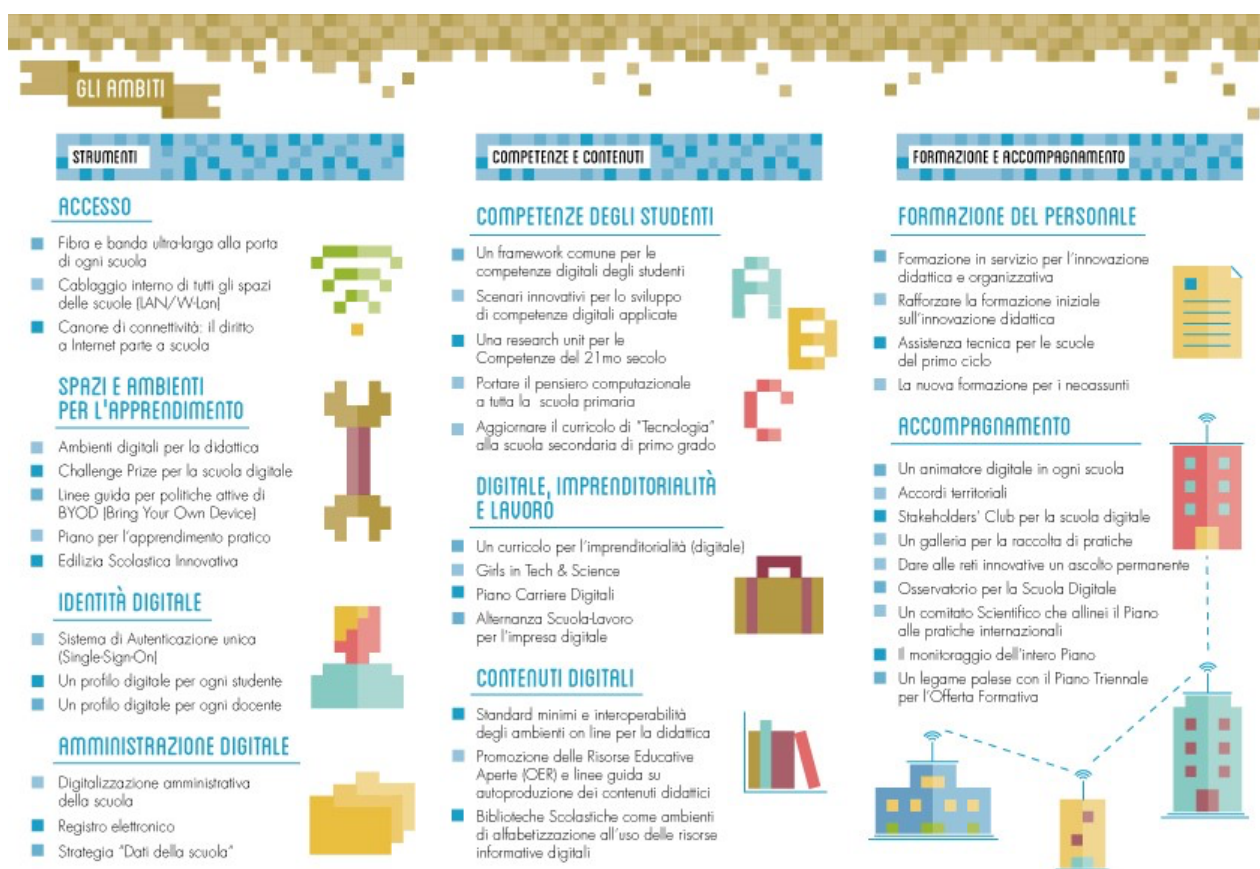 GLI AMBITI
STRUMENTI
ACCESSO
Fibra e banda ultra-larga alla porta
di ogni scuola
Cablaggio interno di tutti gli spazi
delle scuole (LAN/W-Lan)
Canone di connettività: il diritto
a Internet parte a scuola
SPAZI E AMBIENTI
PER L'APPRENDIMENTO
Ambienti digitali per la didattica
Challenge Prize per la scuola digitale
Linee guida per politiche attive di
BYOD (Bring Your Own Device)
Piano per l'apprendimento pratico
Edilizia Scolastica Innovativa
IDENTITÀ DIGITALE
Sistema di Autenticazione unica
(Single-Sign-On)
Un profilo digitale per ogni studente
Un profilo digitale per ogni docente
AMMINISTRAZIONE DIGITALE
Digitalizzazione amministrativa
della scuola
Registro elettronico
Strategia "Dati della scuola"
COMPETENZE E CONTENUTI
COMPETENZE DEGLI STUDENTI
Un framework comune per le
competenze digitali degli studenti
Scenari innovativi per lo sviluppo
di competenze digitali applicate
Una research unit per le
Competenze del 21mo secolo
Portare il pensiero computazionale
a tutta la scuola primaria
Aggiornare il curricolo di "Tecnologia"
alla scuola secondaria di primo grado
A
B
C
DIGITALE, IMPRENDITORIALITÀ
E LAVORO
Un curricolo per l'imprenditorialità (digitale)
Girls in Tech & Science
Piano Carriere Digitali
Alternanza Scuola-Lavoro
per l'impresa digitale
CONTENUTI DIGITALI
Standard minimi e interoperabilità
degli ambienti on line per la didattica
Promozione delle Risorse Educative
Aperte (OER) e linee guida su
autoproduzione dei contenuti didattici
Biblioteche Scolastiche come ambienti
di alfabetizzazione all'uso delle risorse
informative digitali
FORMAZIONE E ACCOMPAGNAMENTO
FORMAZIONE DEL PERSONALE
Formazione in servizio per l'innovazione
didattica e organizzativa
Rafforzare la formazione iniziale
sull'innovazione didattica
Assistenza tecnica per le scuole
del primo ciclo
La nuova formazione per i neoassunti
ACCOMPAGNAMENTO
Un animatore digitale in ogni scuola
Accordi territoriali
Stakeholders' Club per la scuola digitale
Un galleria per la raccolta di pratiche
Dare alle reti innovative un ascolto permanente
Osservatorio per la Scuola Digitale
Un comitato Scientifico che allinei il Piano
alle pratiche internazionali
Il monitoraggio dell'intero Piano
Un legame palese con il Piano Triennale
per l'Offerta Formativa